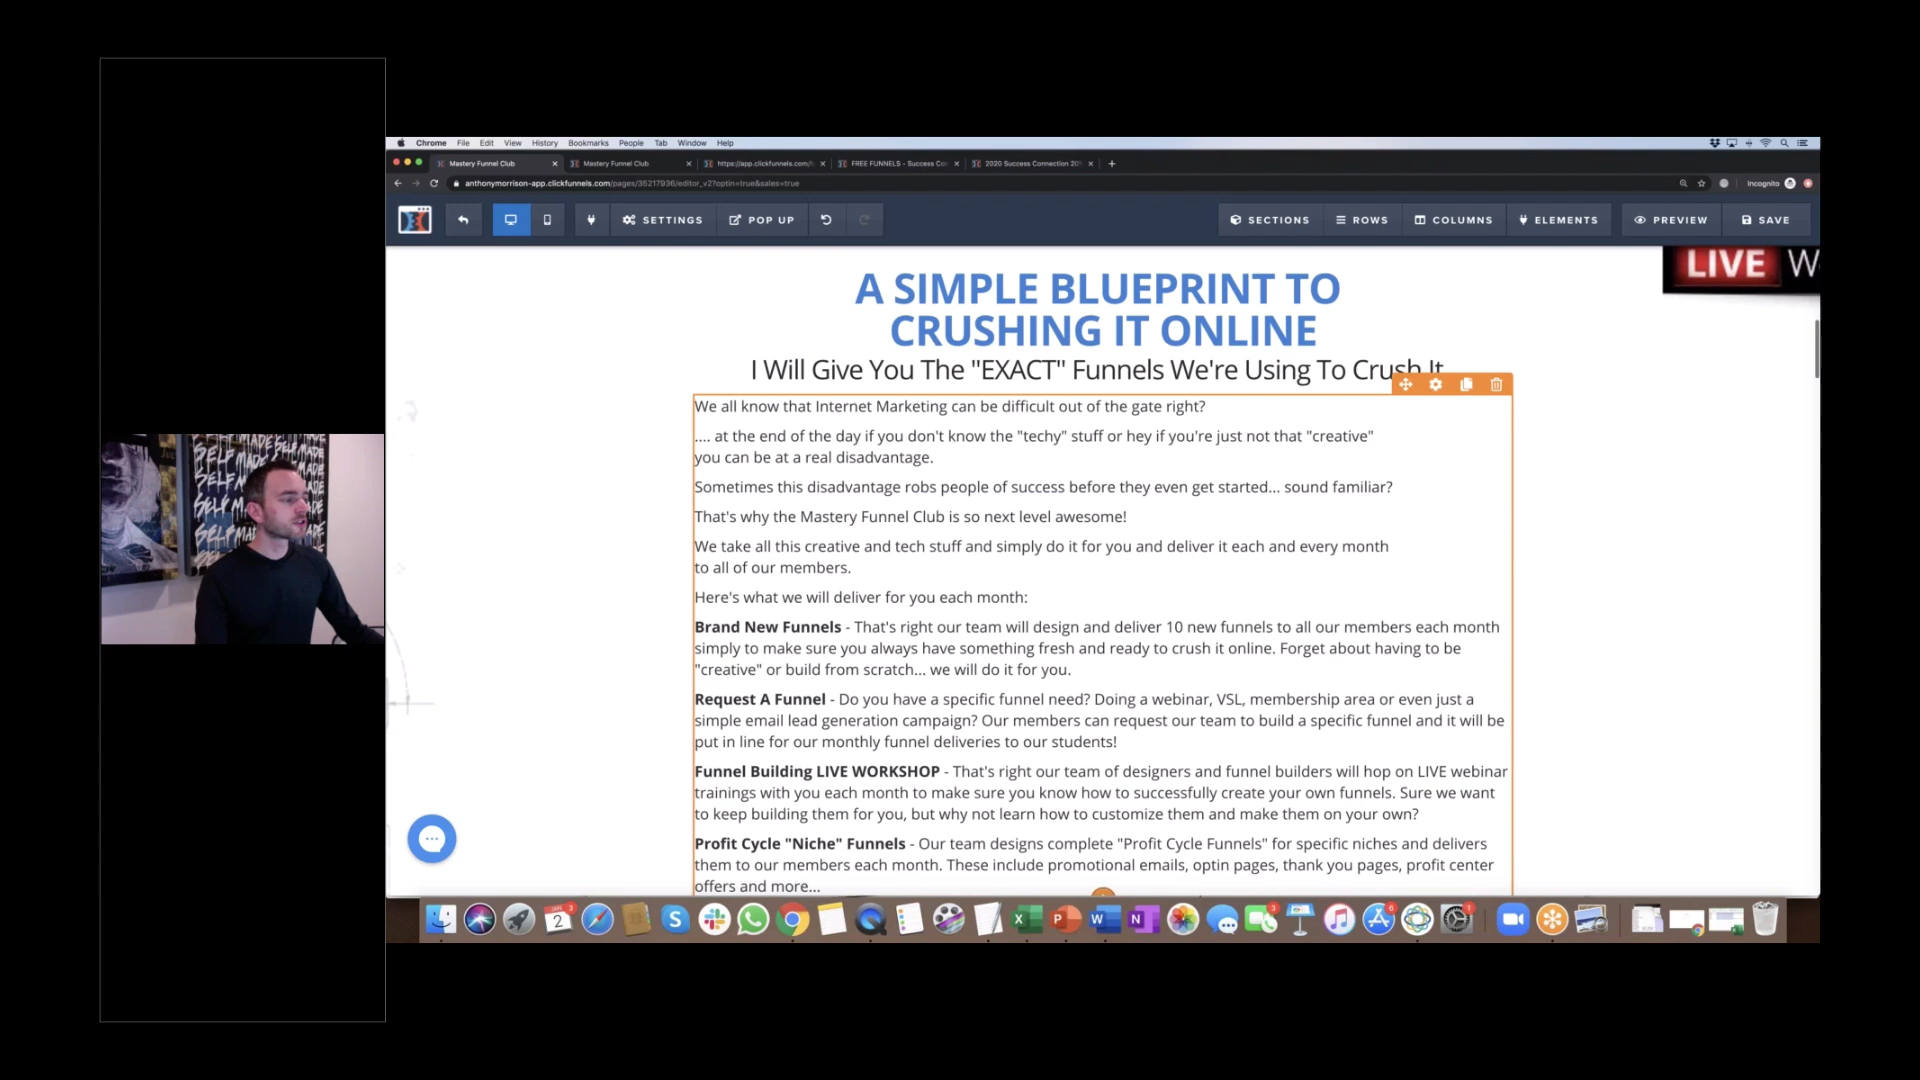 Chrome File Edit View History Bookmarks People Tab Window Help
Mastery Funnel Club Mastery Funnel Club https://app.clickfunnels.com/ FREE FUNNELS - Success Co 2020 Success Connection 20
anthonymorrison-app.clickfunnels.com/pages/35217936/editor_v2?optin=true&sales=true Incognito
SETTINGS POP UP SECTIONS ROWS COLUMNS ELEMENTS PREVIEW SAVE
LIVE
A SIMPLE BLUEPRINT TO
CRUSHING IT ONLINE
I Will Give You The "EXACT" Funnels We're Using To Crush It
We all know that Internet Marketing can be difficult out of the gate right?
.... at the end of the day if you don't know the "techy" stuff or hey if you're just not that "creative"
you can be at a real disadvantage.
Sometimes this disadvantage robs people of success before they even get started... sound familiar?
That's why the Mastery Funnel Club is so next level awesome!
We take all this creative and tech stuff and simply do it for you and deliver it each and every month
to all of our members.
Here's what we will deliver for you each month:
Brand New Funnels - That's right our team will design and deliver 10 new funnels to all our members each month
simply to make sure you always have something fresh and ready to crush it online. Forget about having to be
"creative" or build from scratch... we will do it for you.
Request A Funnel - Do you have a specific funnel need? Doing a webinar, VSL, membership area or even just a
simple email lead generation campaign? Our members can request our team to build a specific funnel and it will be
put in line for our monthly funnel deliveries to our students!
Funnel Building LIVE WORKSHOP - That's right our team of designers and funnel builders will hop on LIVE webinar
trainings with you each month to make sure you know how to successfully create your own funnels. Sure we want
to keep building them for you, but why not learn how to customize them and make them on your own?
Profit Cycle "Niche" Funnels - Our team designs complete "Profit Cycle Funnels" for specific niches and delivers
them to our members each month. These include promotional emails, optin pages, thank you pages, profit center
offers and more...
SELF MADE